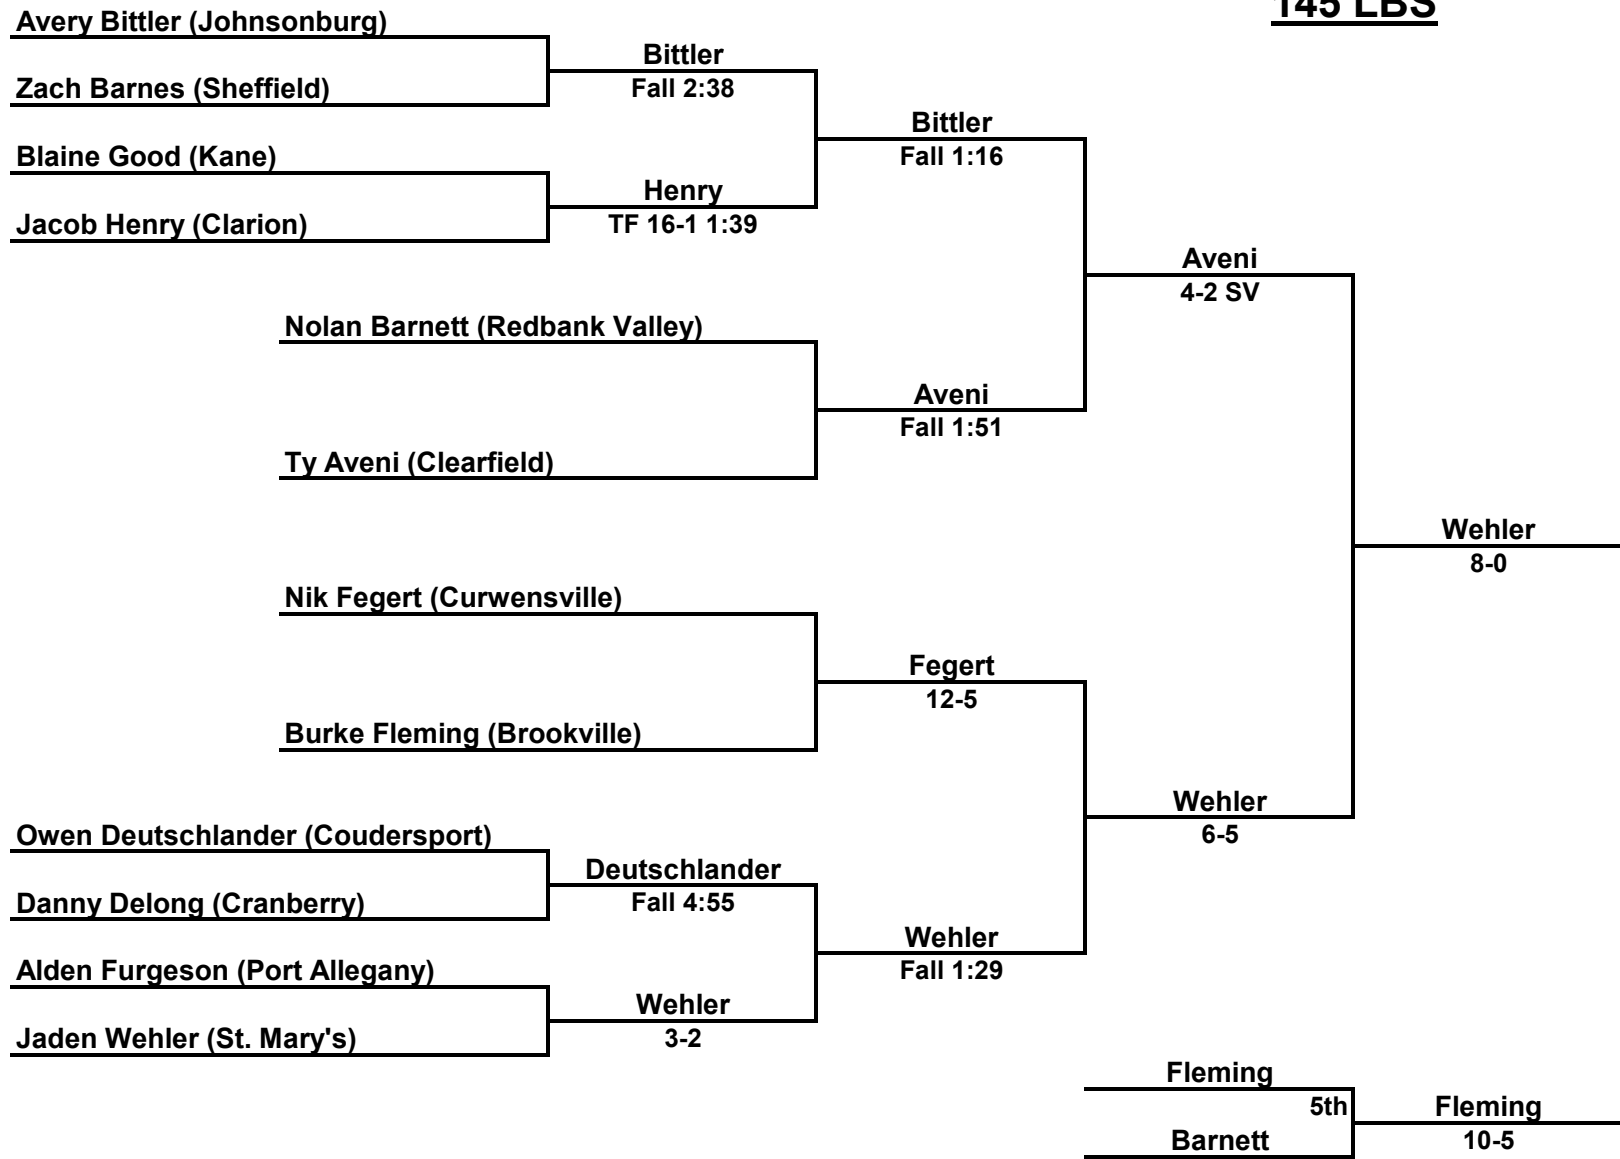 145 LBS
Avery Bittler (Johnsonburg)
Bittler
Zach Barnes (Sheffield)
Fall 2:38
Bittler
Blaine Good (Kane)
Fall 1:16
Henry
Jacob Henry (Clarion)
TF 16-1 1:39
Aveni
4-2 SV
Nolan Barnett (Redbank Valley)
Aveni
Fall 1:51
Ty Aveni (Clearfield)
Wehler
8-0
Nik Fegert (Curwensville)
Fegert
12-5
Burke Fleming (Brookville)
Wehler
6-5
Owen Deutschlander (Coudersport)
Deutschlander
Danny Delong (Cranberry)
Fall 4:55
Wehler
Fall 1:29
Alden Furgeson (Port Allegany)
Wehler
Jaden Wehler (St. Mary's)
3-2
Fleming
5th
Fleming
Barnett
10-5